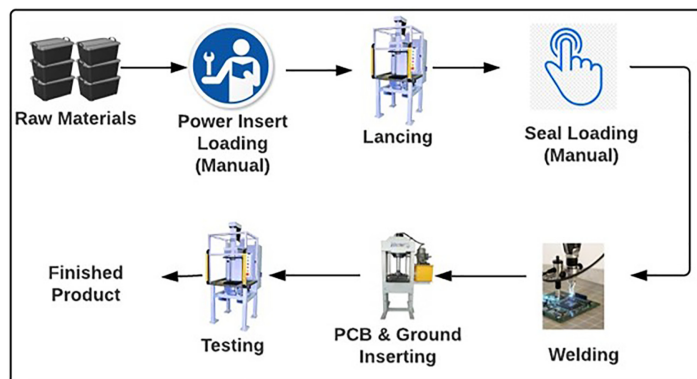 Raw Materials
Power Insert
Loading
(Manual)
Lancing
Seal Loading
(Manual)
Finished
Product
Testing
PCB & Ground
Inserting
Welding